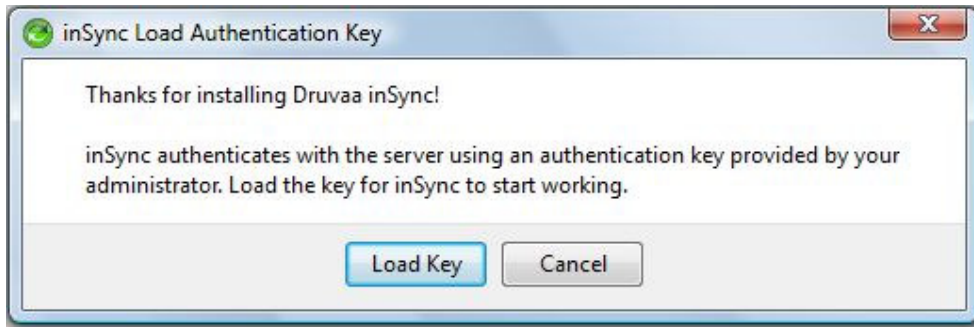 inSync Load Authentication Key
Thanks for installing Druvaa inSync!
inSync authenticates with the server using an authentication key provided by your
administrator. Load the key for inSync to start working.
Load Key Cancel